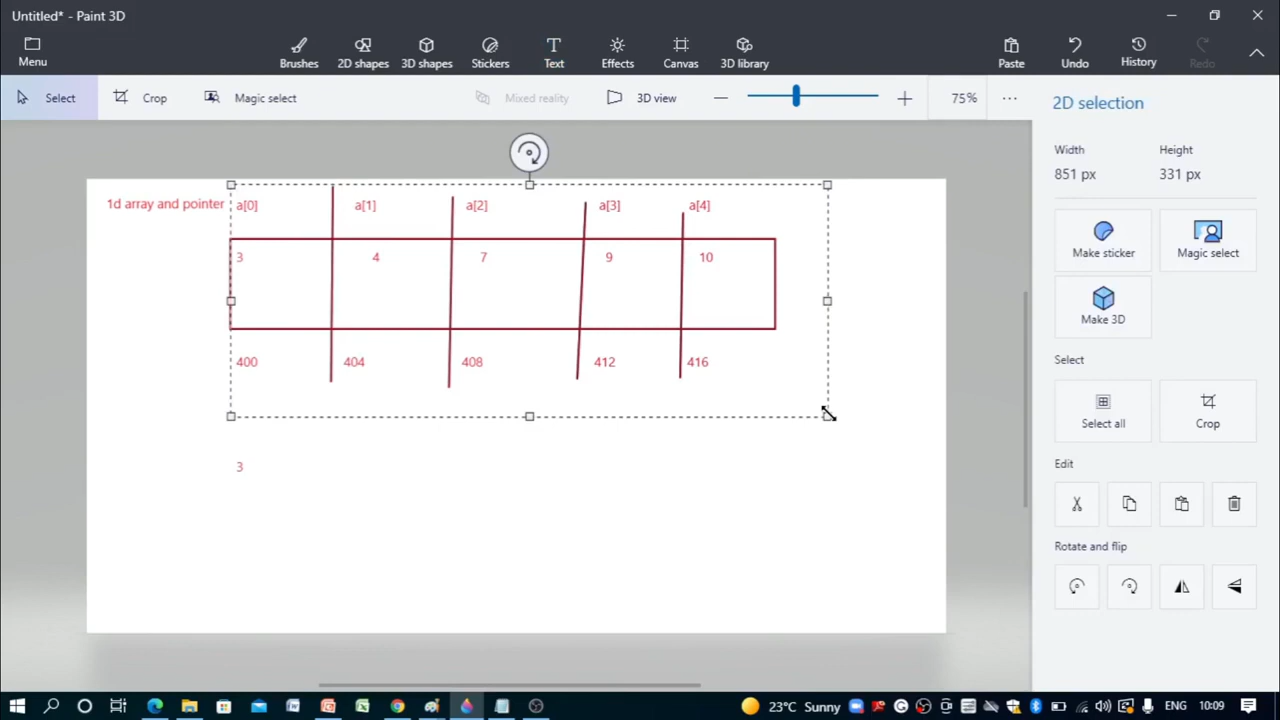 Untitled* - Paint 3D
Menu
Brushes 2D shapes 3D shapes Stickers Text Effects Canvas 3D library Paste Undo History Redo
Select Crop Magic select Mixed reality 3D view 75%
2D selection
Width Height
851 px 331 px
Make sticker Magic select
Make 3D
Select
Select all Crop
Edit
Rotate and flip
1d array and pointer a[0] a[1] a[2] a[3] a[4]
3 4 7 9 10
400 404 408 412 416
3
23°C Sunny ENG 10:09